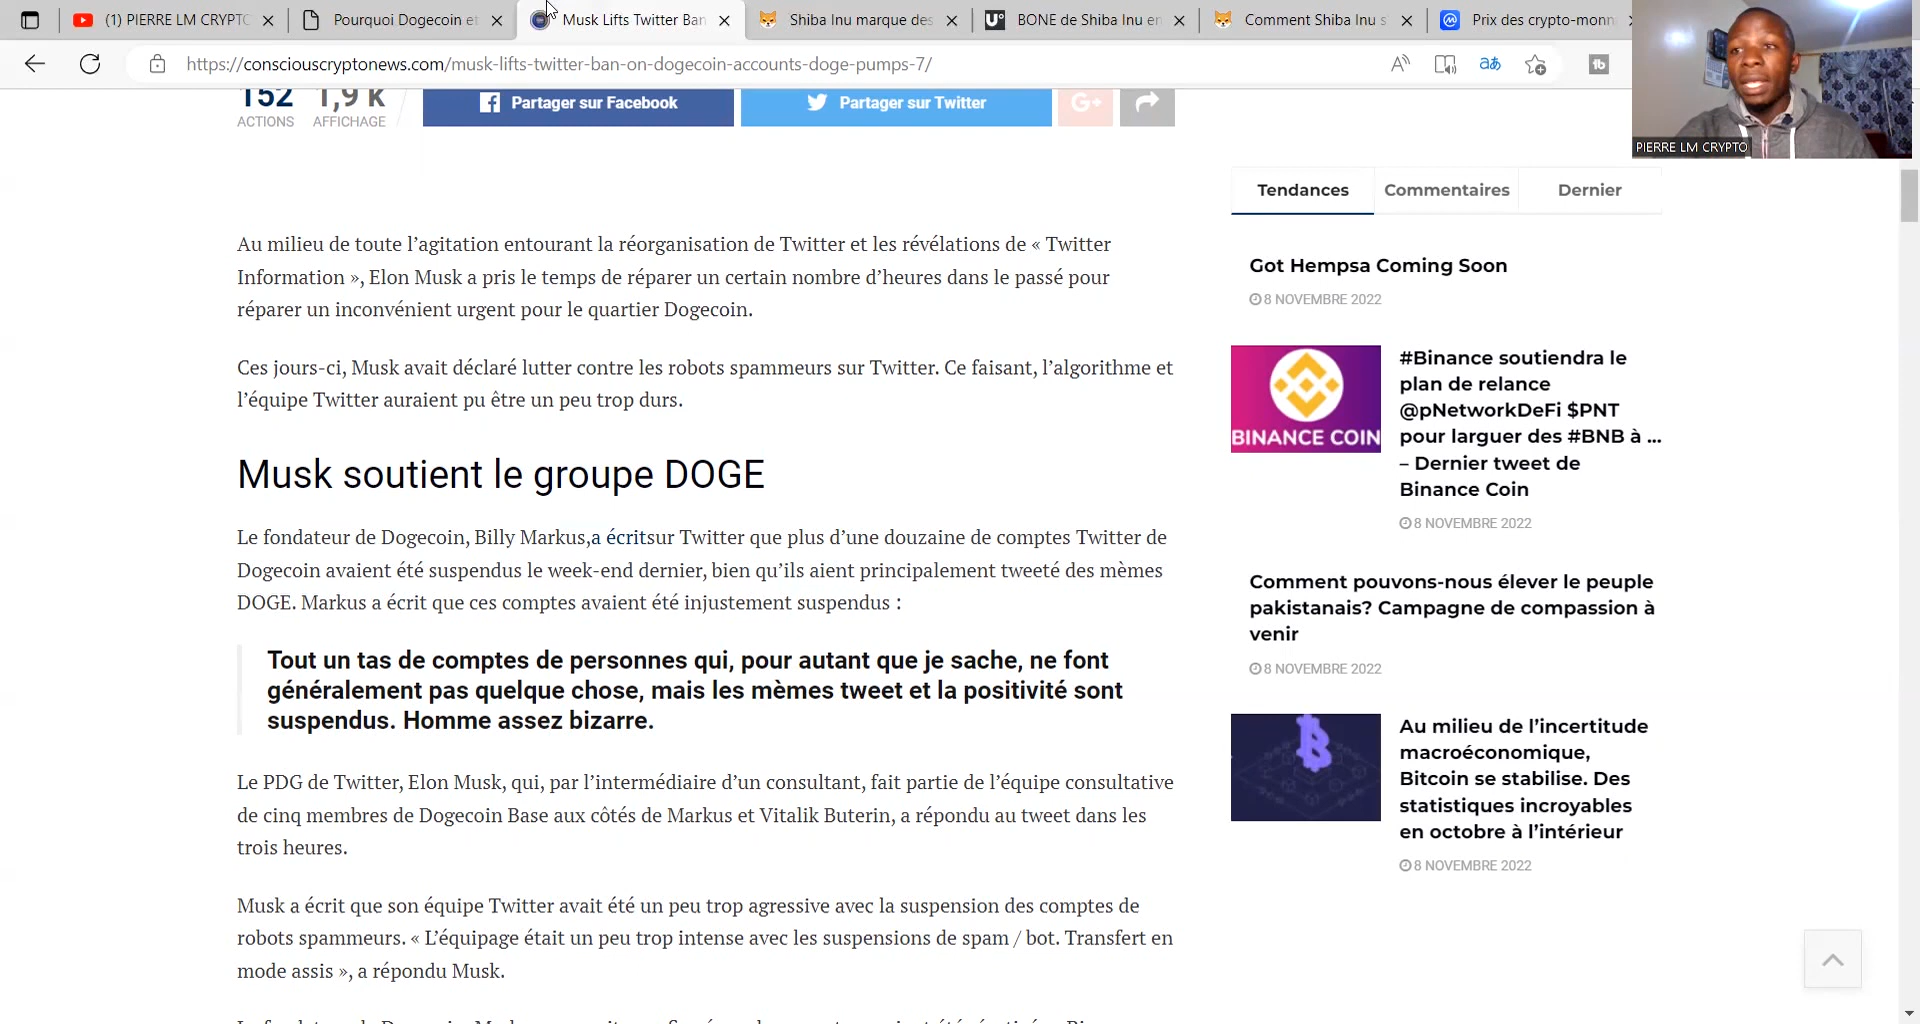 (1) PIERRE LM CRYPTO
Pourquoi Dogecoin et
Musk Lifts Twitter Ban
Shiba Inu marque des
BONE de Shiba Inu en
Comment Shiba Inu s
Prix des crypto-monn
https://consciouscryptonews.com/musk-lifts-twitter-ban-on-dogecoin-accounts-doge-pumps-7/
PIERRE LM CRYPTO
152
ACTIONS
1,9 K
AFFICHAGE
Partager sur Facebook
Partager sur Twitter
G+
Au milieu de toute l’agitation entourant la réorganisation de Twitter et les révélations de « Twitter
Information », Elon Musk a pris le temps de réparer un certain nombre d’heures dans le passé pour
réparer un inconvénient urgent pour le quartier Dogecoin.
Ces jours-ci, Musk avait déclaré lutter contre les robots spammeurs sur Twitter. Ce faisant, l’algorithme et
l’équipe Twitter auraient pu être un peu trop durs.
Musk soutient le groupe DOGE
Le fondateur de Dogecoin, Billy Markus,a écritsur Twitter que plus d’une douzaine de comptes Twitter de
Dogecoin avaient été suspendus le week-end dernier, bien qu’ils aient principalement tweeté des mèmes
DOGE. Markus a écrit que ces comptes avaient été injustement suspendus :
Tout un tas de comptes de personnes qui, pour autant que je sache, ne font
généralement pas quelque chose, mais les mèmes tweet et la positivité sont
suspendus. Homme assez bizarre.
Le PDG de Twitter, Elon Musk, qui, par l’intermédiaire d’un consultant, fait partie de l’équipe consultative
de cinq membres de Dogecoin Base aux côtés de Markus et Vitalik Buterin, a répondu au tweet dans les
trois heures.
Musk a écrit que son équipe Twitter avait été un peu trop agressive avec la suspension des comptes de
robots spammeurs. « L’équipage était un peu trop intense avec les suspensions de spam / bot. Transfert en
mode assis », a répondu Musk.
Tendances
Commentaires
Dernier
Got Hempsa Coming Soon
8 NOVEMBRE 2022
BINANCE COIN
#Binance soutiendra le
plan de relance
@pNetworkDeFi $PNT
pour larguer des #BNB à ...
– Dernier tweet de
Binance Coin
8 NOVEMBRE 2022
Comment pouvons-nous élever le peuple
pakistanais? Campagne de compassion à
venir
8 NOVEMBRE 2022
Au milieu de l’incertitude
macroéconomique,
Bitcoin se stabilise. Des
statistiques incroyables
en octobre à l’intérieur
8 NOVEMBRE 2022